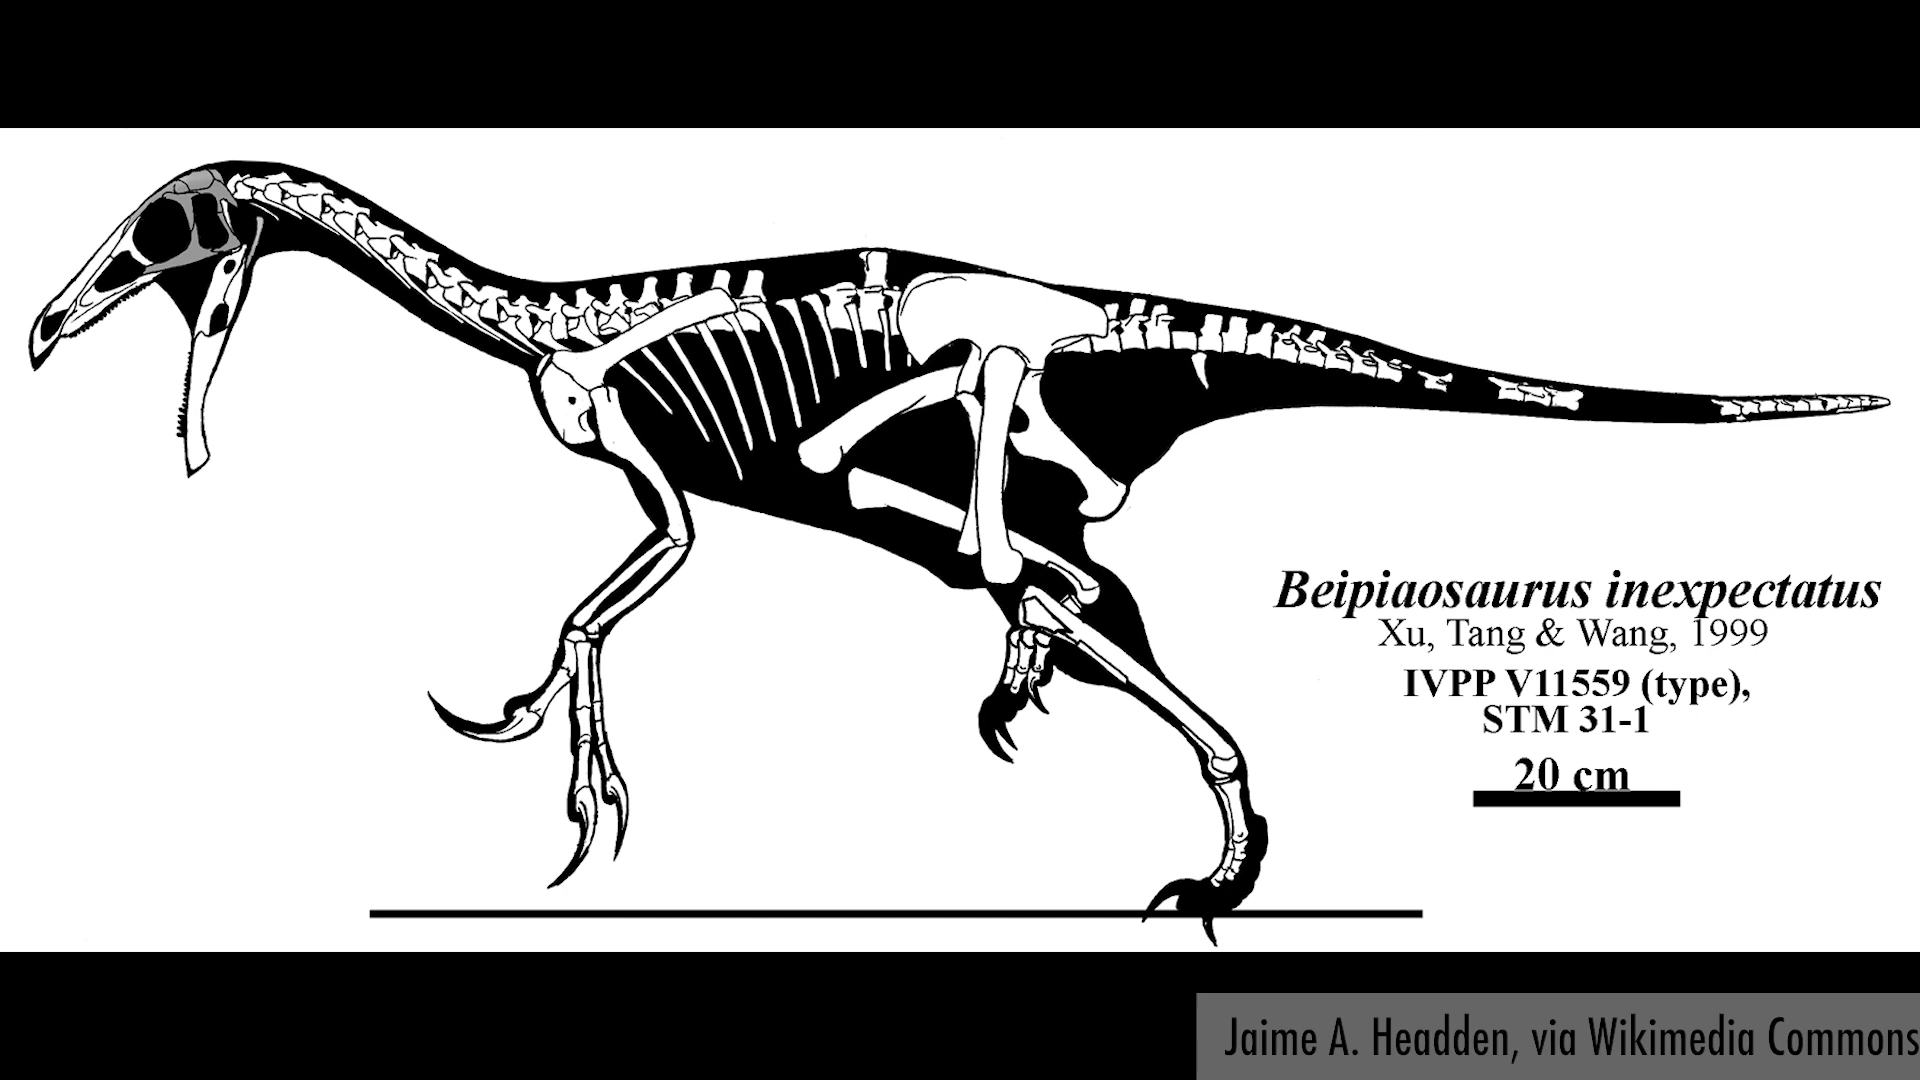 Beipiaosaurus inexpectatus
Xu, Tang & Wang, 1999
IVPP V11559 (type),
STM 31-1
20 cm
Jaime A. Headden, via Wikimedia Commons